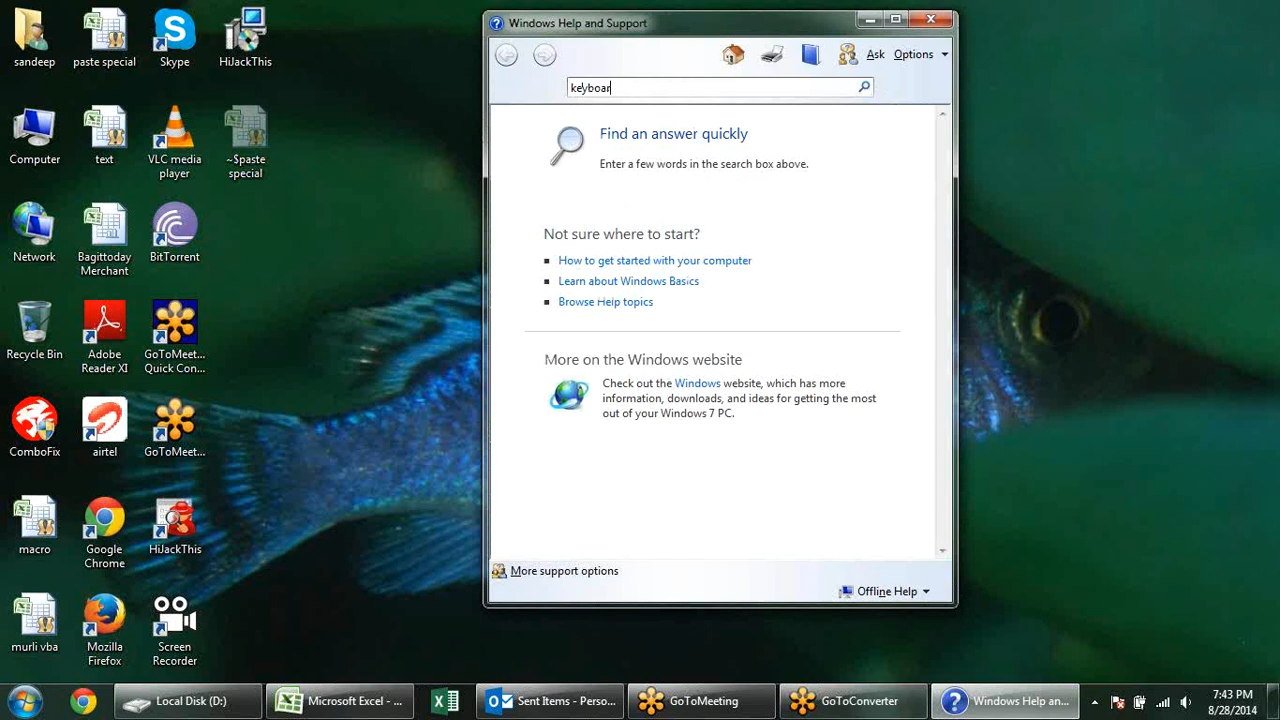 sandeep
paste special
Skype
HiJackThis
Computer
text
VLC media
player
~$paste
special
Network
Bagittoday
Merchant
BitTorrent
Recycle Bin
Adobe
Reader XI
GoToMeet...
Quick Con...
ComboFix
airtel
GoToMeet...
macro
Google
Chrome
HiJackThis
murli vba
Mozilla
Firefox
Screen
Recorder
Windows Help and Support
Ask
Options
keyboar
Find an answer quickly
Enter a few words in the search box above.
Not sure where to start?
How to get started with your computer
Learn about Windows Basics
Browse Help topics
More on the Windows website
Check out the Windows website, which has more
information, downloads, and ideas for getting the most
out of your Windows 7 PC.
More support options
Offline Help
Local Disk (D:)
Microsoft Excel - ...
Sent Items - Perso...
GoToMeeting
GoToConverter
Windows Help an...
7:43 PM
8/28/2014